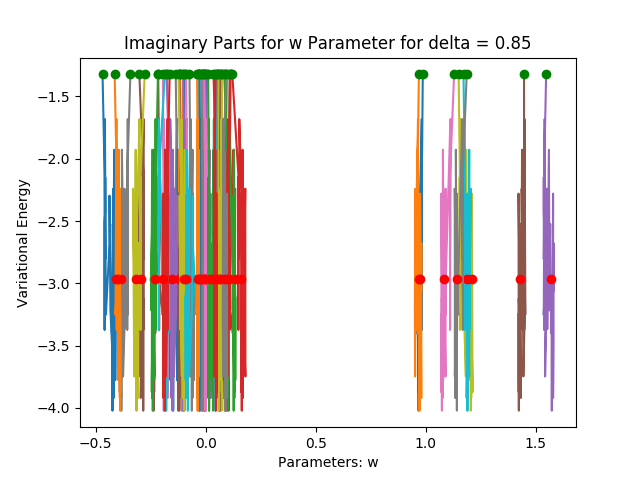 Imaginary Parts for w Parameter for delta = 0.85
Variational Energy
−1.5
−2.0
−2.5
−3.0
−3.5
−4.0
−0.5 0.0 0.5 1.0 1.5
Parameters: w